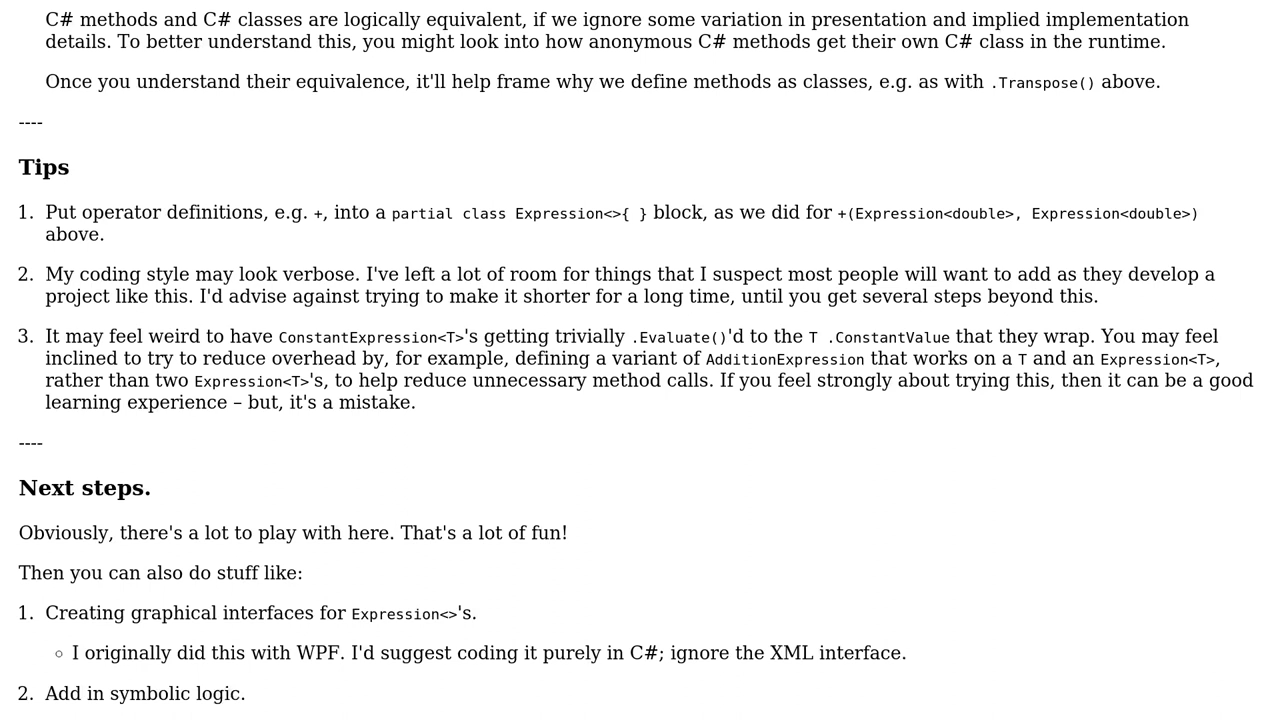 C# methods and C# classes are logically equivalent, if we ignore some variation in presentation and implied implementation
details. To better understand this, you might look into how anonymous C# methods get their own C# class in the runtime.
Once you understand their equivalence, it'll help frame why we define methods as classes, e.g. as with .Transpose() above.
----
Tips
1. Put operator definitions, e.g. +, into a partial class Expression<>{ } block, as we did for +(Expression<double>, Expression<double>)
above.
2. My coding style may look verbose. I've left a lot of room for things that I suspect most people will want to add as they develop a
project like this. I'd advise against trying to make it shorter for a long time, until you get several steps beyond this.
3. It may feel weird to have ConstantExpression<T>'s getting trivially .Evaluate()'d to the T .ConstantValue that they wrap. You may feel
inclined to try to reduce overhead by, for example, defining a variant of AdditionExpression that works on a T and an Expression<T>,
rather than two Expression<T>'s, to help reduce unnecessary method calls. If you feel strongly about trying this, then it can be a good
learning experience – but, it's a mistake.
----
Next steps.
Obviously, there's a lot to play with here. That's a lot of fun!
Then you can also do stuff like:
1. Creating graphical interfaces for Expression<>'s.
◦ I originally did this with WPF. I'd suggest coding it purely in C#; ignore the XML interface.
2. Add in symbolic logic.